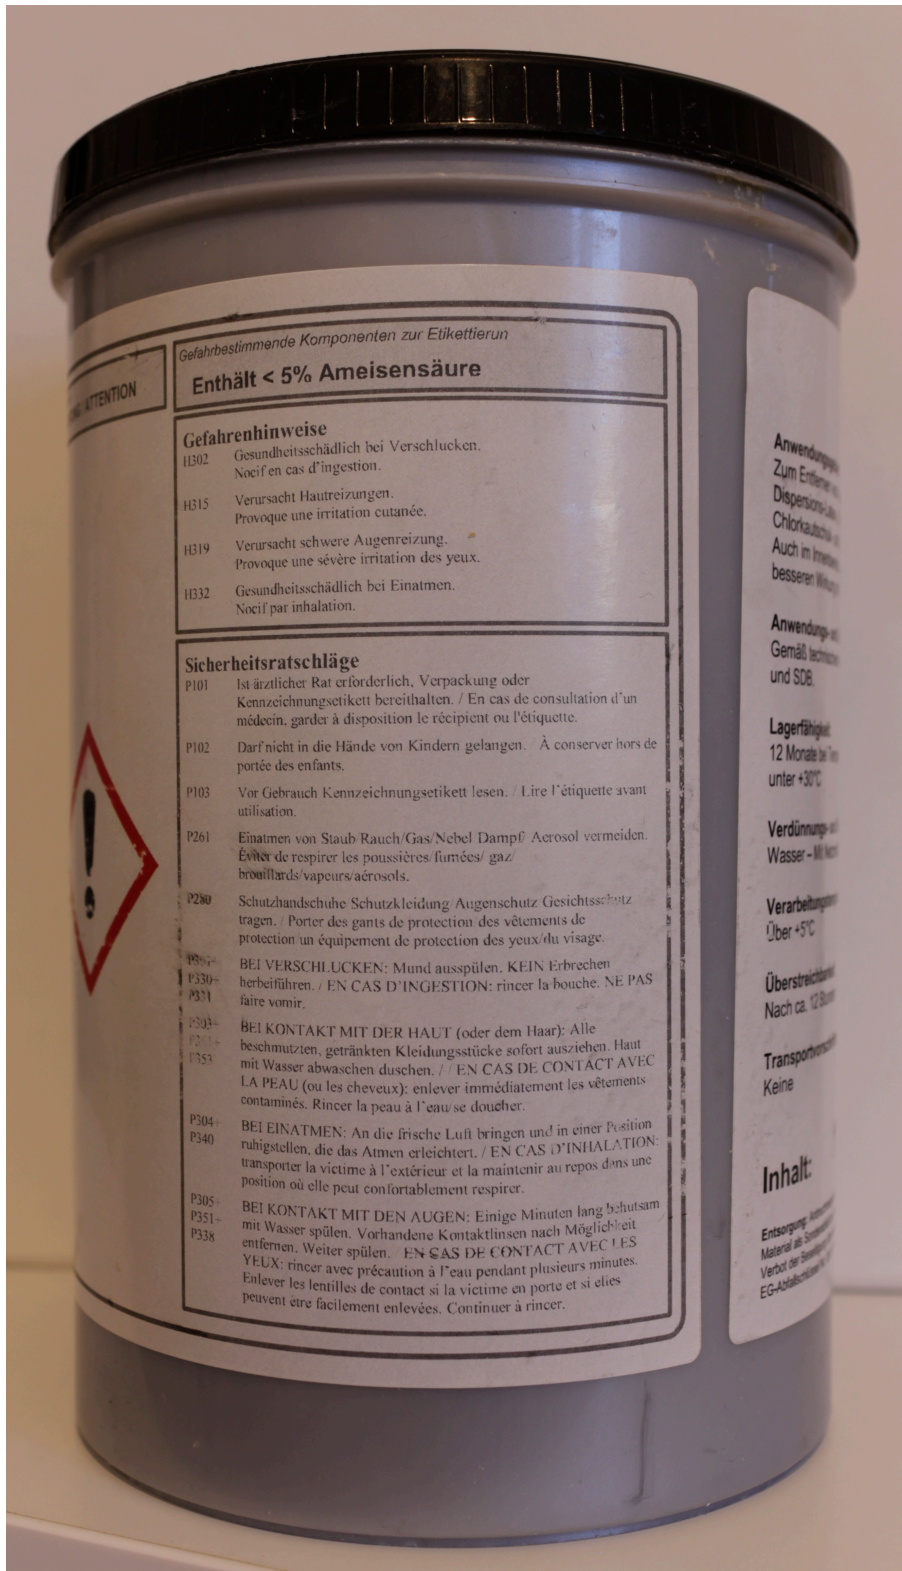 ATTENTION
Gefahrbestimmende Komponenten zur Etikettierun
Enthält < 5% Ameisensäure
Gefahrenhinweise
H302 Gesundheitsschädlich bei Verschlucken.
Nocif en cas d'ingestion.
H315 Verursacht Hautreizungen.
Provoque une irritation cutanée.
H319 Verursacht schwere Augenreizung.
Provoque une sévère irritation des yeux.
H332 Gesundheitsschädlich bei Einatmen.
Nocif par inhalation.
Sicherheitsratschläge
P101 Ist ärztlicher Rat erforderlich, Verpackung oder
Kennzeichnungsetikett bereithalten. / En cas de consultation d'un
médecin, garder à disposition le récipient ou l'étiquette.
P102 Darf nicht in die Hände von Kindern gelangen. / À conserver hors de
portée des enfants.
P103 Vor Gebrauch Kennzeichnungsetikett lesen. / Lire l'étiquette avant
utilisation.
P261 Einatmen von Staub/Rauch/Gas/Nebel/Dampf/Aerosol vermeiden.
Éviter de respirer les poussières/fumées/ gaz/
brouillards/vapeurs/aérosols.
P280 Schutzhandschuhe/Schutzkleidung/Augenschutz/Gesichtsschutz
tragen. / Porter des gants de protection/des vêtements de
protection/un équipement de protection des yeux/du visage.
BEI VERSCHLUCKEN: Mund ausspülen. KEIN Erbrechen
P330+ herbeiführen. / EN CAS D'INGESTION: rincer la bouche. NE PAS
P331 faire vomir.
P303+ BEI KONTAKT MIT DER HAUT (oder dem Haar): Alle
beschmutzten, getränkten Kleidungsstücke sofort ausziehen. Haut
P353 mit Wasser abwaschen/duschen. / / EN CAS DE CONTACT AVEC
LA PEAU (ou les cheveux): enlever immédiatement les vêtements
contaminés. Rincer la peau à l'eau/se doucher.
P304+ BEI EINATMEN: An die frische Luft bringen und in einer Position
P340 ruhigstellen, die das Atmen erleichtert. / EN CAS D'INHALATION:
transporter la victime à l'extérieur et la maintenir au repos dans une
position où elle peut confortablement respirer.
P305+ BEI KONTAKT MIT DEN AUGEN: Einige Minuten lang behutsam
P351+ mit Wasser spülen. Vorhandene Kontaktlinsen nach Möglichkeit
P338 entfernen. Weiter spülen. / EN CAS DE CONTACT AVEC LES
YEUX: rincer avec précaution à l'eau pendant plusieurs minutes.
Enlever les lentilles de contact si la victime en porte et si elles
peuvent être facilement enlevées. Continuer à rincer.
Zum Entfernen
Auch im
besseren
Gemäß
und SDB.
Lagerfähigkeit
12 Monate bei
unter +30°C
Verdünnungs-
Wasser –
Über +5°C
Nach ca. 12
Keine
Inhalt:
Entsorgung:
Material als
Verbot der